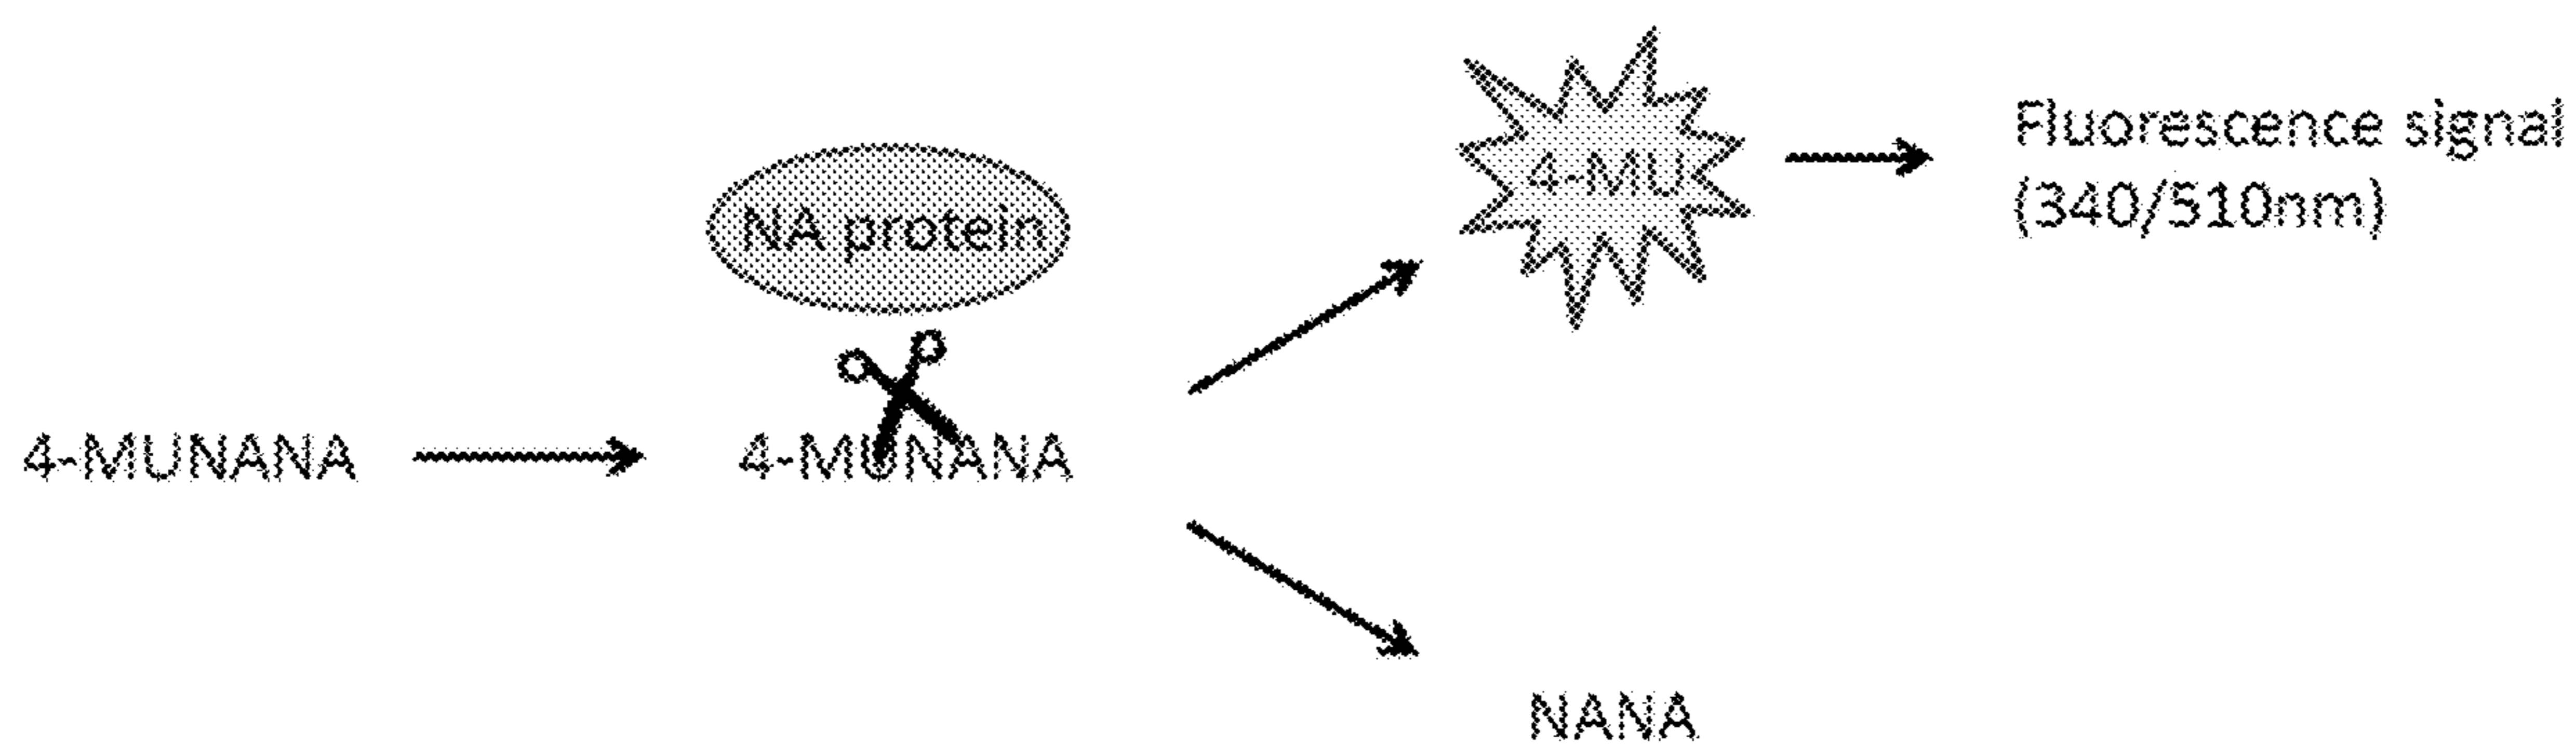 4-MUNANA
NA protein
4-MUNANA
4-MU
Fluorescence signal
(340/510nm)
NANA